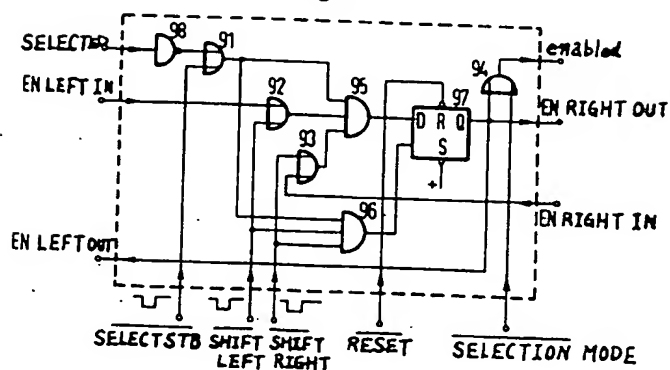 98
91
SELECTED
enabled
94
EN LEFT IN
92
95
97
D R Q
EN RIGHT OUT
S
93
+
96
EN RIGHT IN
EN LEFT OUT
SELECTSTB
SHIFT LEFT
SHIFT RIGHT
RESET
SELECTION MODE